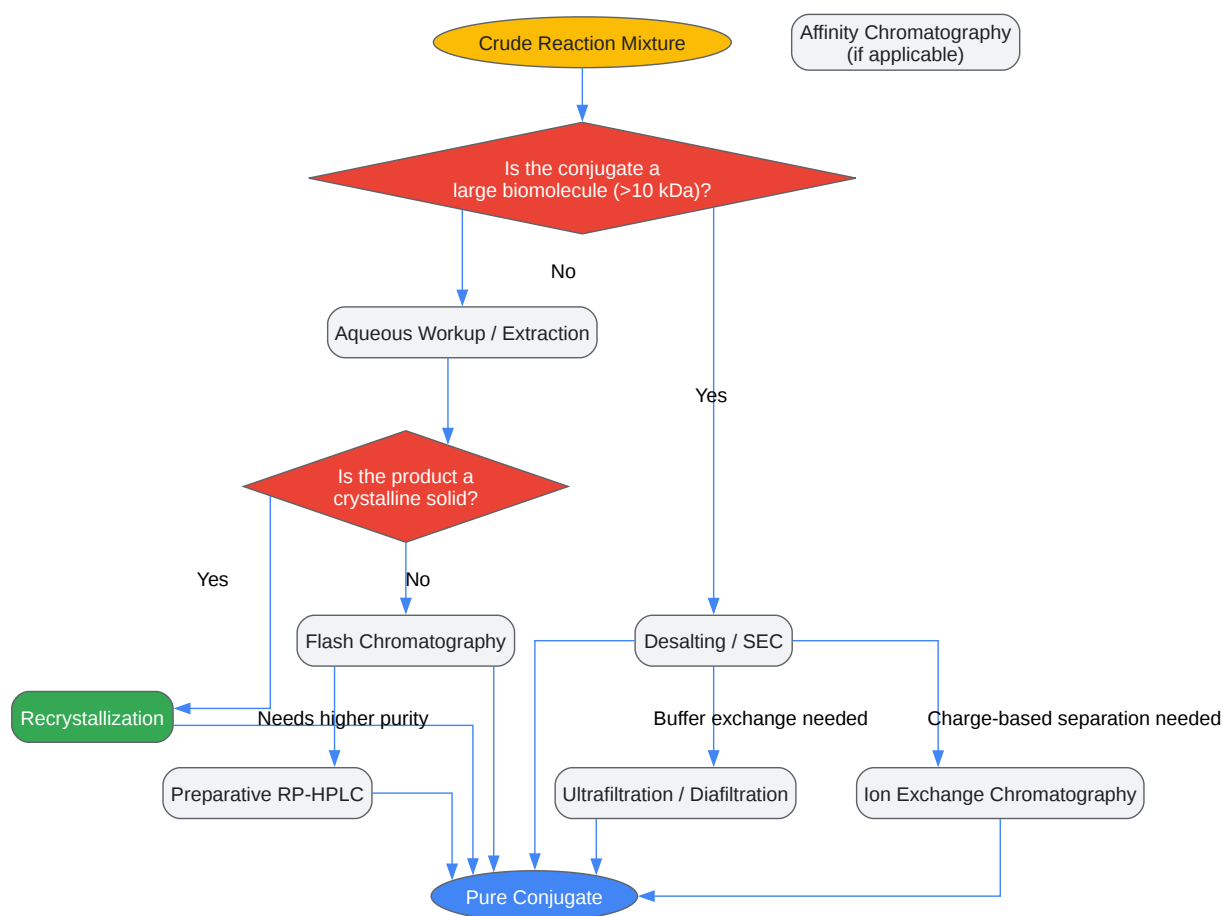 Crude Reaction Mixture
Affinity Chromatography
(if applicable)
Is the conjugate a
large biomolecule (>10 kDa)?
No
Aqueous Workup / Extraction
Yes
Is the product a
crystalline solid?
Yes
No
Flash Chromatography
Desalting / SEC
Recrystallization
Needs higher purity
Buffer exchange needed
Charge-based separation needed
Preparative RP-HPLC
Ultrafiltration / Diafiltration
Ion Exchange Chromatography
Pure Conjugate